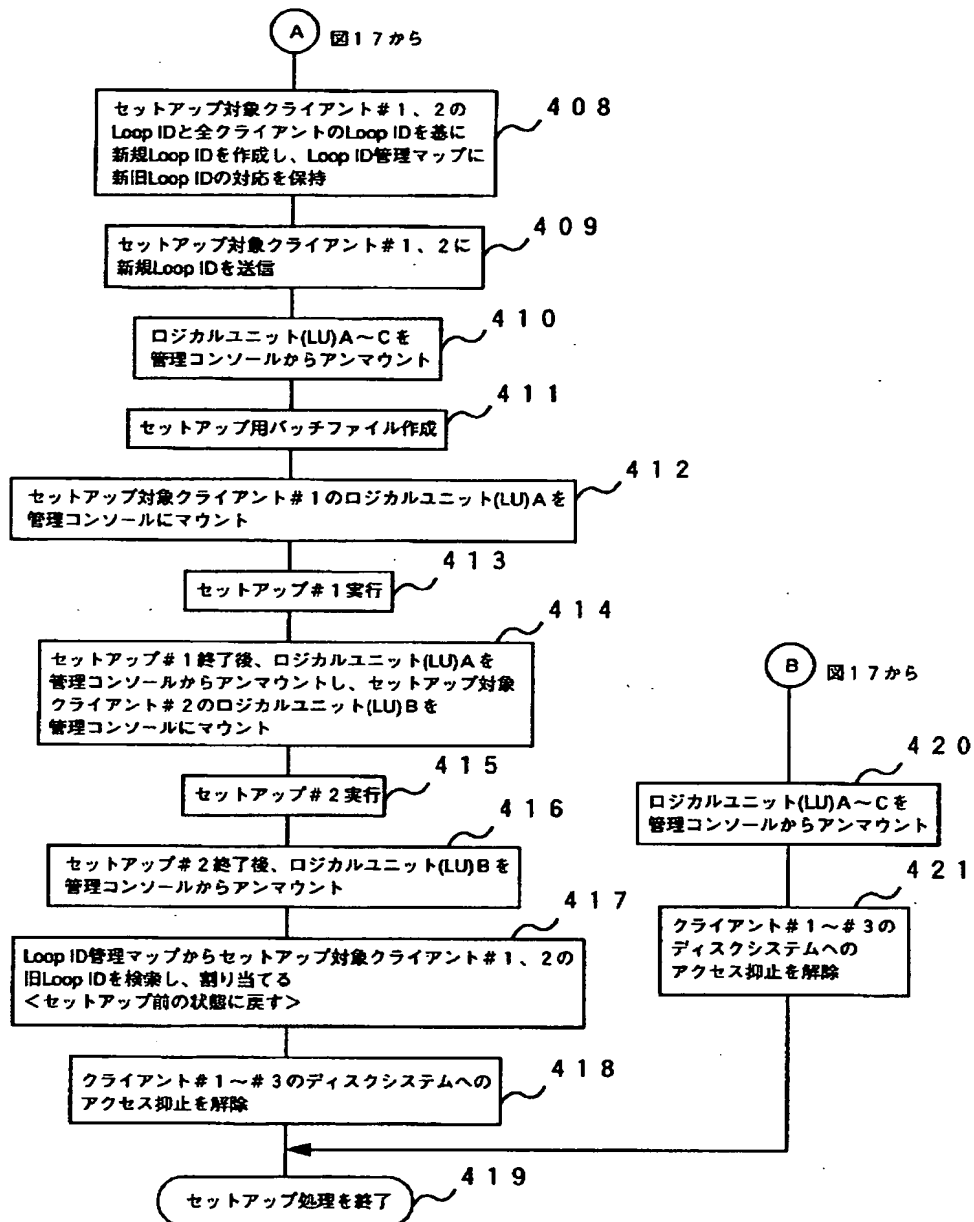 A 図17から
セットアップ対象クライアント#1、2の
Loop IDと全クライアントのLoop IDを基に
新規Loop IDを作成し、Loop ID管理マップに
新旧Loop IDの対応を保持
408
セットアップ対象クライアント#1、2に
新規Loop IDを送信
409
ロジカルユニット(LU)A～Cを
管理コンソールからアンマウント
410
セットアップ用バッチファイル作成
411
セットアップ対象クライアント#1のロジカルユニット(LU)Aを
管理コンソールにマウント
412
セットアップ#1実行
413
セットアップ#1終了後、ロジカルユニット(LU)Aを
管理コンソールからアンマウントし、セットアップ対象
クライアント#2のロジカルユニット(LU)Bを
管理コンソールにマウント
414
セットアップ#2実行
415
セットアップ#2終了後、ロジカルユニット(LU)Bを
管理コンソールからアンマウント
416
Loop ID管理マップからセットアップ対象クライアント#1、2の
旧Loop IDを検索し、割り当てる
＜セットアップ前の状態に戻す＞
417
クライアント#1～#3のディスクシステムへの
アクセス抑止を解除
418
セットアップ処理を終了
419
B 図17から
ロジカルユニット(LU)A～Cを
管理コンソールからアンマウント
420
クライアント#1～#3の
ディスクシステムへの
アクセス抑止を解除
421